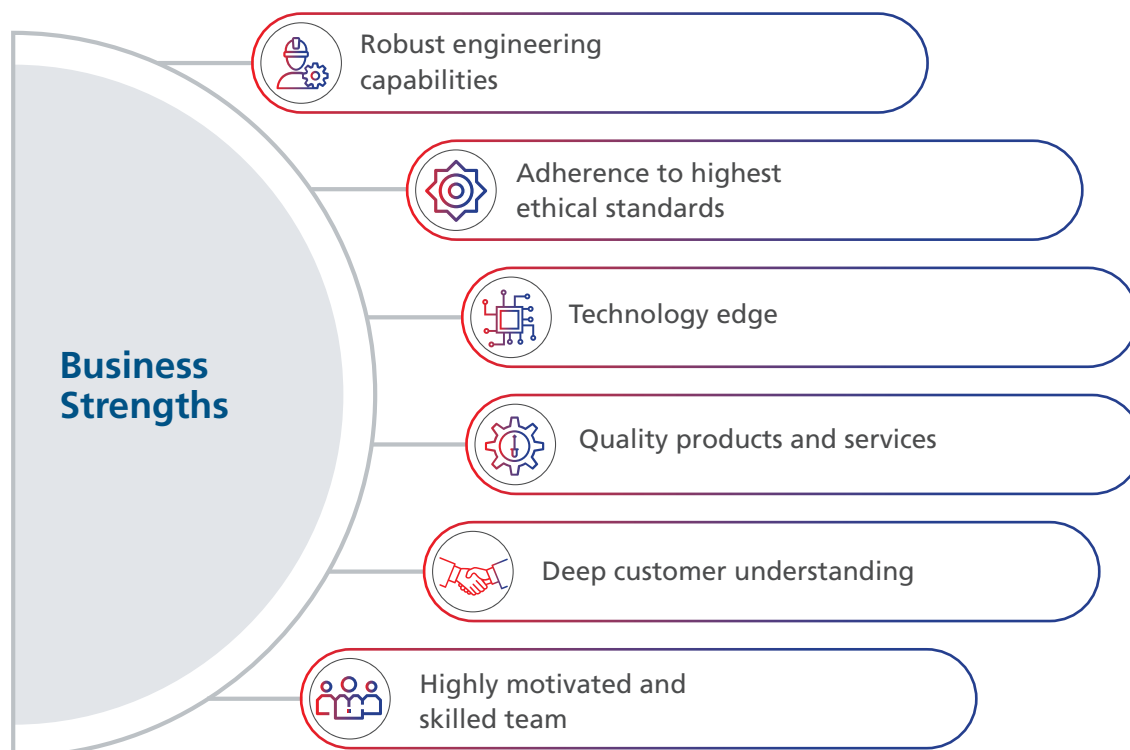 Robust engineering
capabilities
Adherence to highest
ethical standards
Technology edge
Business
Strengths
Quality products and services
Deep customer understanding
Highly motivated and
skilled team